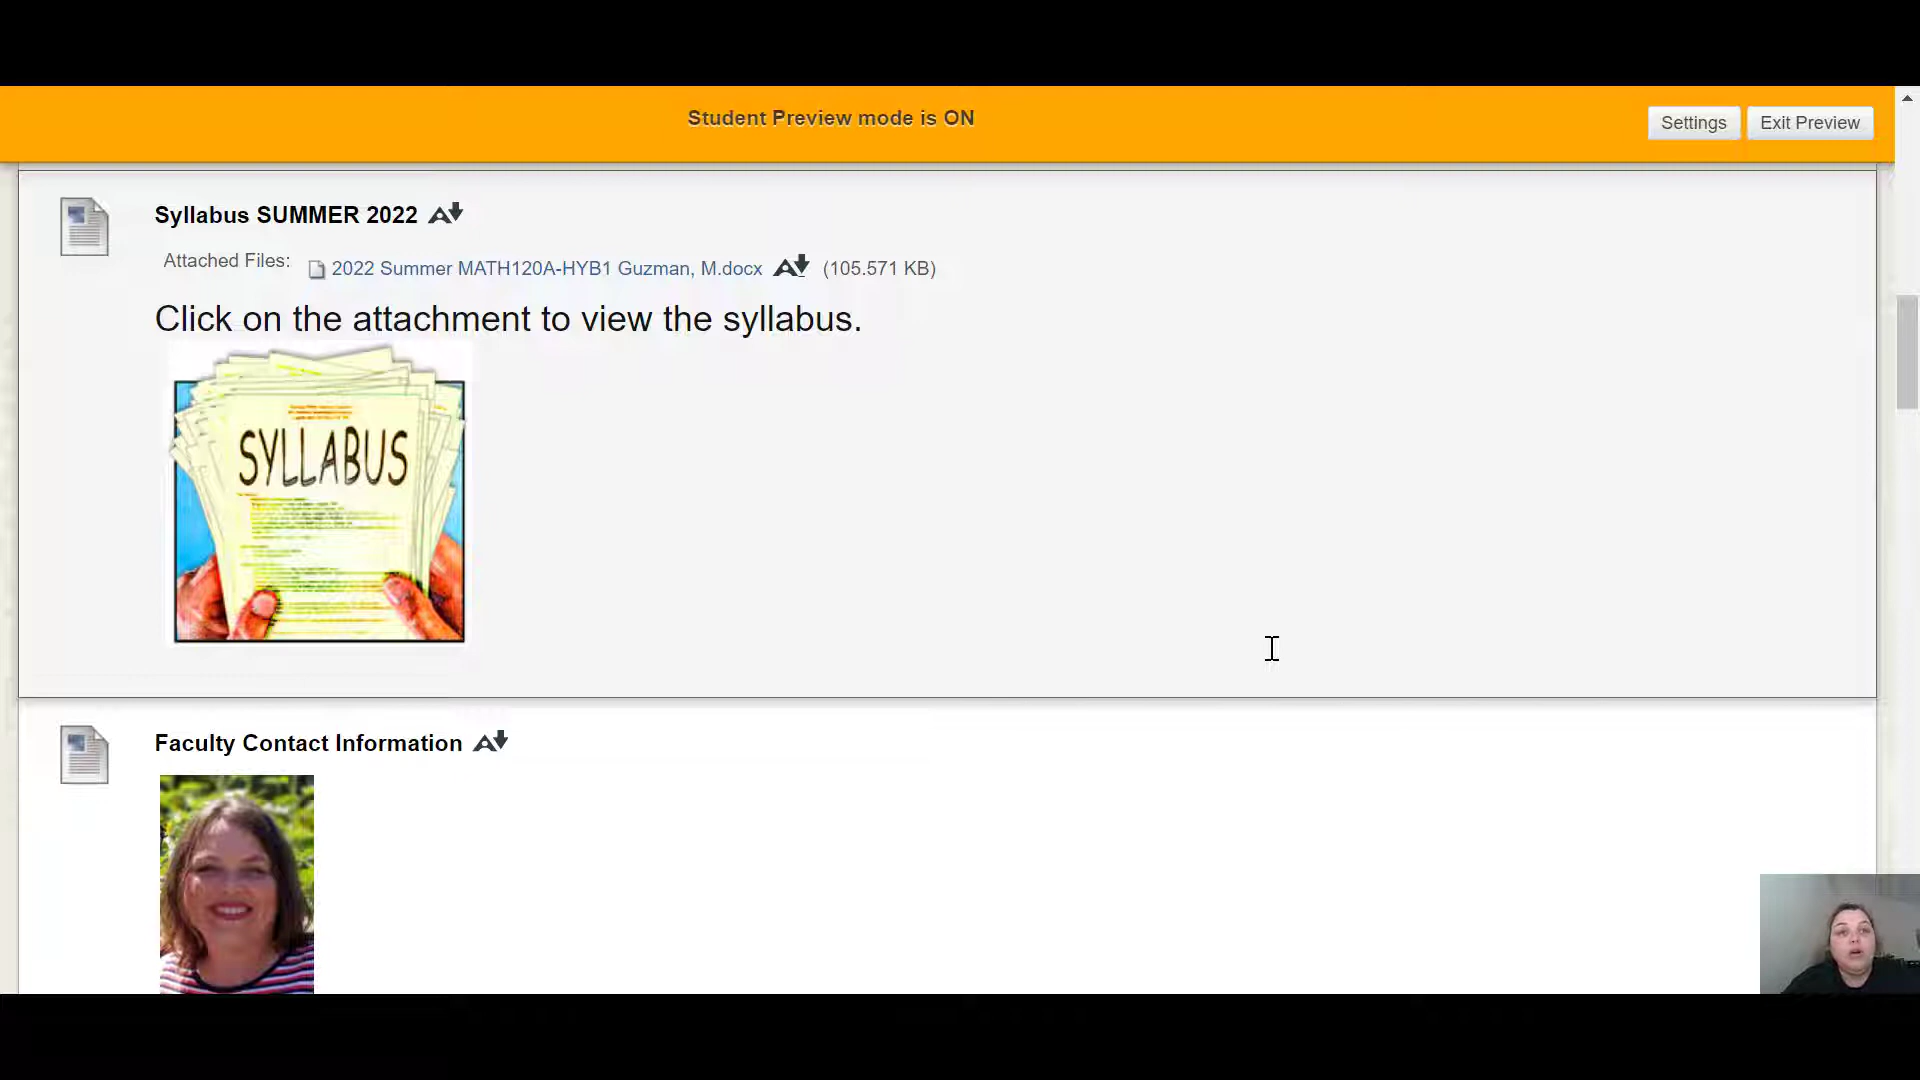 Student Preview mode is ON
Settings
Exit Preview
Syllabus SUMMER 2022
Attached Files: 2022 Summer MATH120A-HYB1 Guzman, M.docx (105.571 KB)
Click on the attachment to view the syllabus.
SYLLABUS
Faculty Contact Information